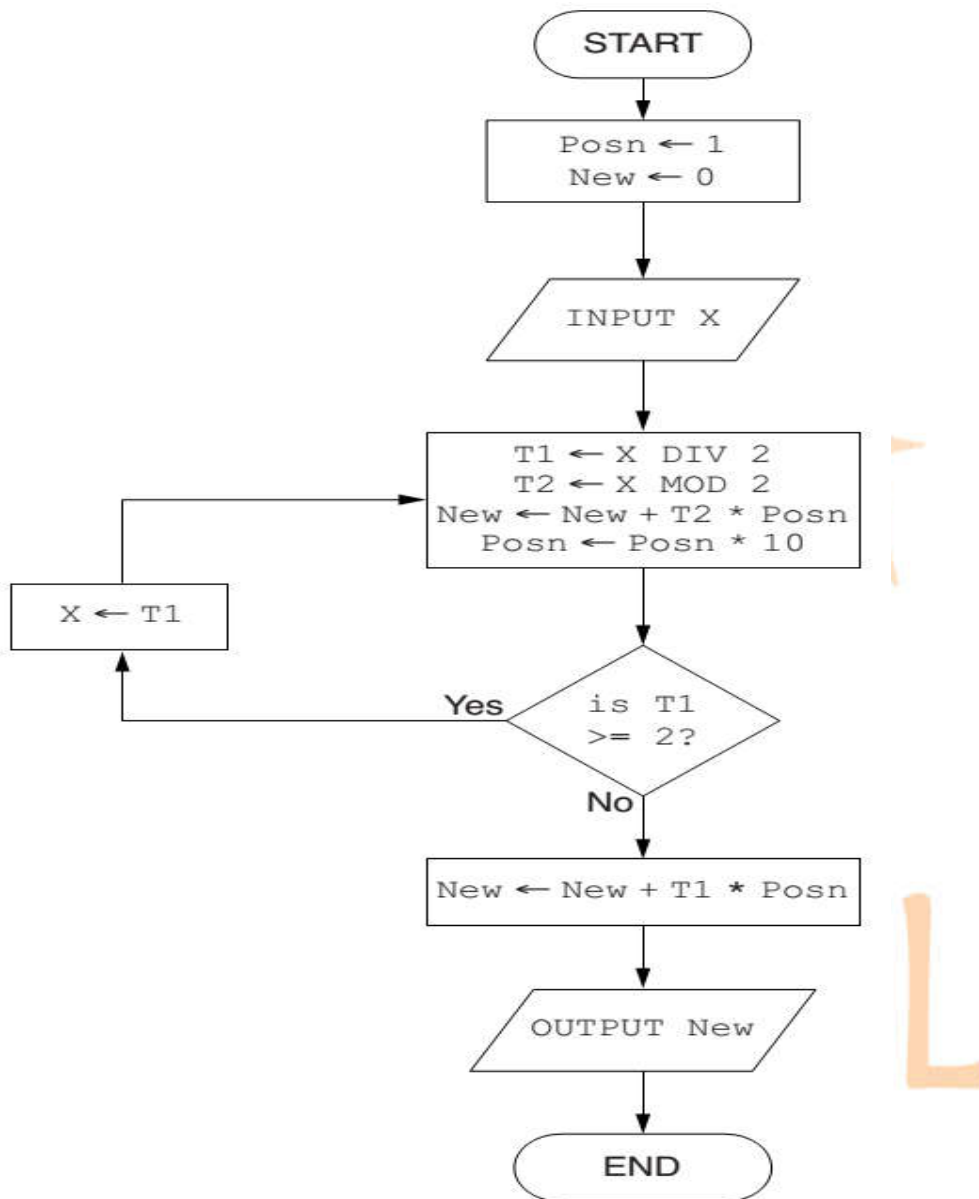 START
Posn ← 1
New ← 0
INPUT X
T1 ← X DIV 2
T2 ← X MOD 2
New ← New + T2 * Posn
Posn ← Posn * 10
X ← T1
Yes
is T1
>= 2?
No
New ← New + T1 * Posn
OUTPUT New
END
L